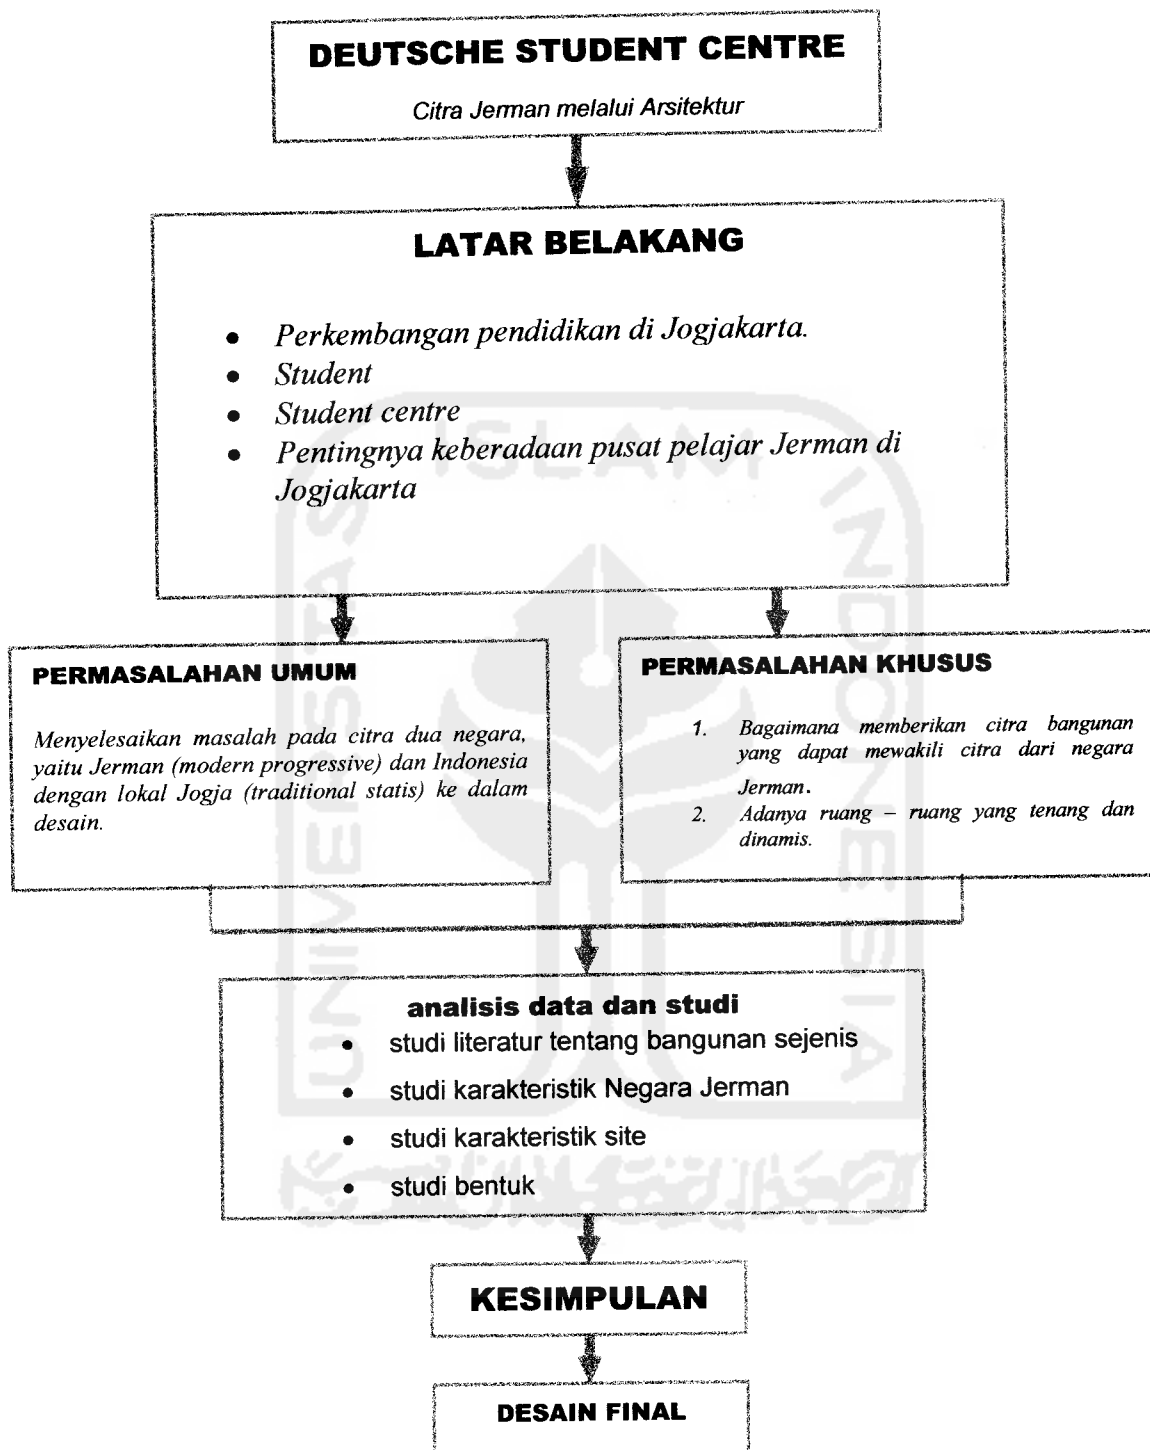 DEUTSCHE STUDENT CENTRE
Citra Jerman melalui Arsitektur
LATAR BELAKANG
• Perkembangan pendidikan di Jogjakarta.
• Student
• Student centre
• Pentingnya keberadaan pusat pelajar Jerman di
Jogjakarta
PERMASALAHAN UMUM
Menyelesaikan masalah pada citra dua negara,
yaitu Jerman (modern progressive) dan Indonesia
dengan lokal Jogja (traditional statis) ke dalam
desain.
PERMASALAHAN KHUSUS
1. Bagaimana memberikan citra bangunan
yang dapat mewakili citra dari negara
Jerman.
2. Adanya ruang – ruang yang tenang dan
dinamis.
analisis data dan studi
• studi literatur tentang bangunan sejenis
• studi karakteristik Negara Jerman
• studi karakteristik site
• studi bentuk
KESIMPULAN
DESAIN FINAL
UNIVERSITAS
ISLAM
INDONESIA